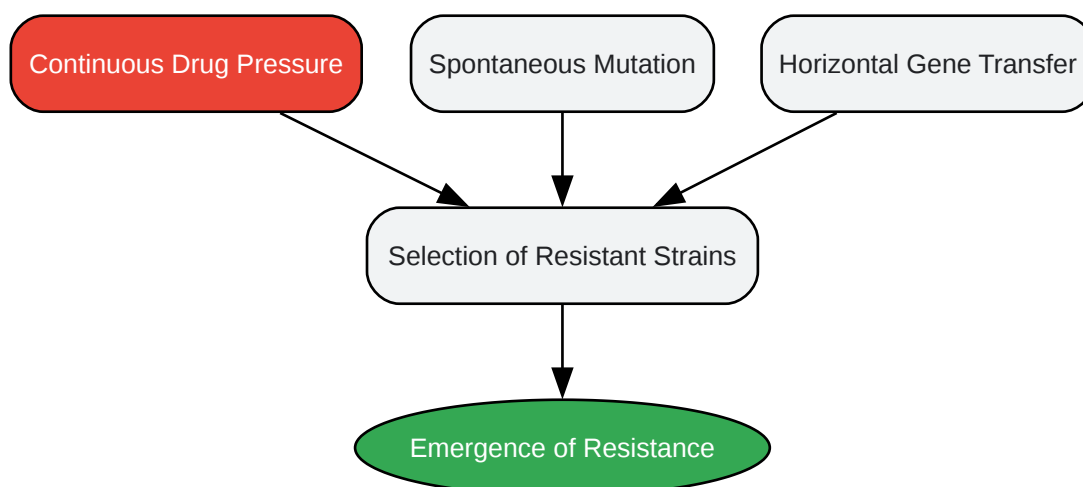 Continuous Drug Pressure
Spontaneous Mutation
Horizontal Gene Transfer
Selection of Resistant Strains
Emergence of Resistance